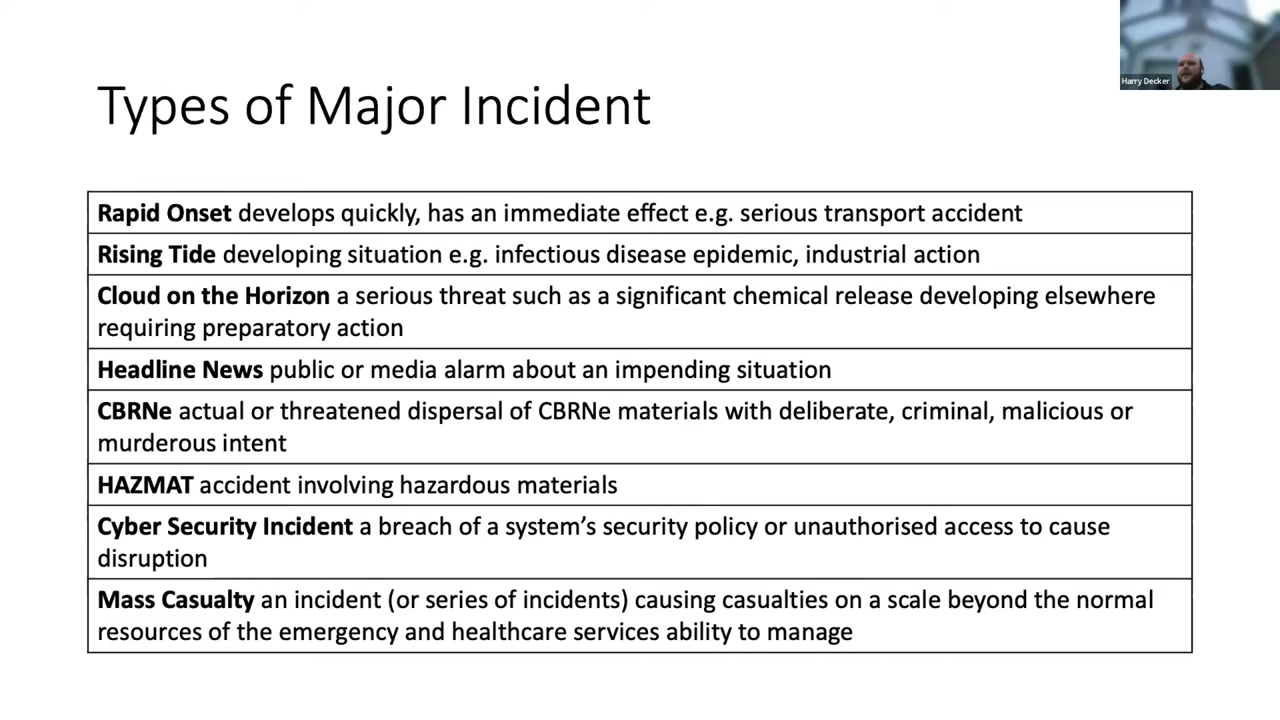 Harry Decker
Types of Major Incident
Rapid Onset develops quickly, has an immediate effect e.g. serious transport accident
Rising Tide developing situation e.g. infectious disease epidemic, industrial action
Cloud on the Horizon a serious threat such as a significant chemical release developing elsewhere
requiring preparatory action
Headline News public or media alarm about an impending situation
CBRNe actual or threatened dispersal of CBRNe materials with deliberate, criminal, malicious or
murderous intent
HAZMAT accident involving hazardous materials
Cyber Security Incident a breach of a system’s security policy or unauthorised access to cause
disruption
Mass Casualty an incident (or series of incidents) causing casualties on a scale beyond the normal
resources of the emergency and healthcare services ability to manage